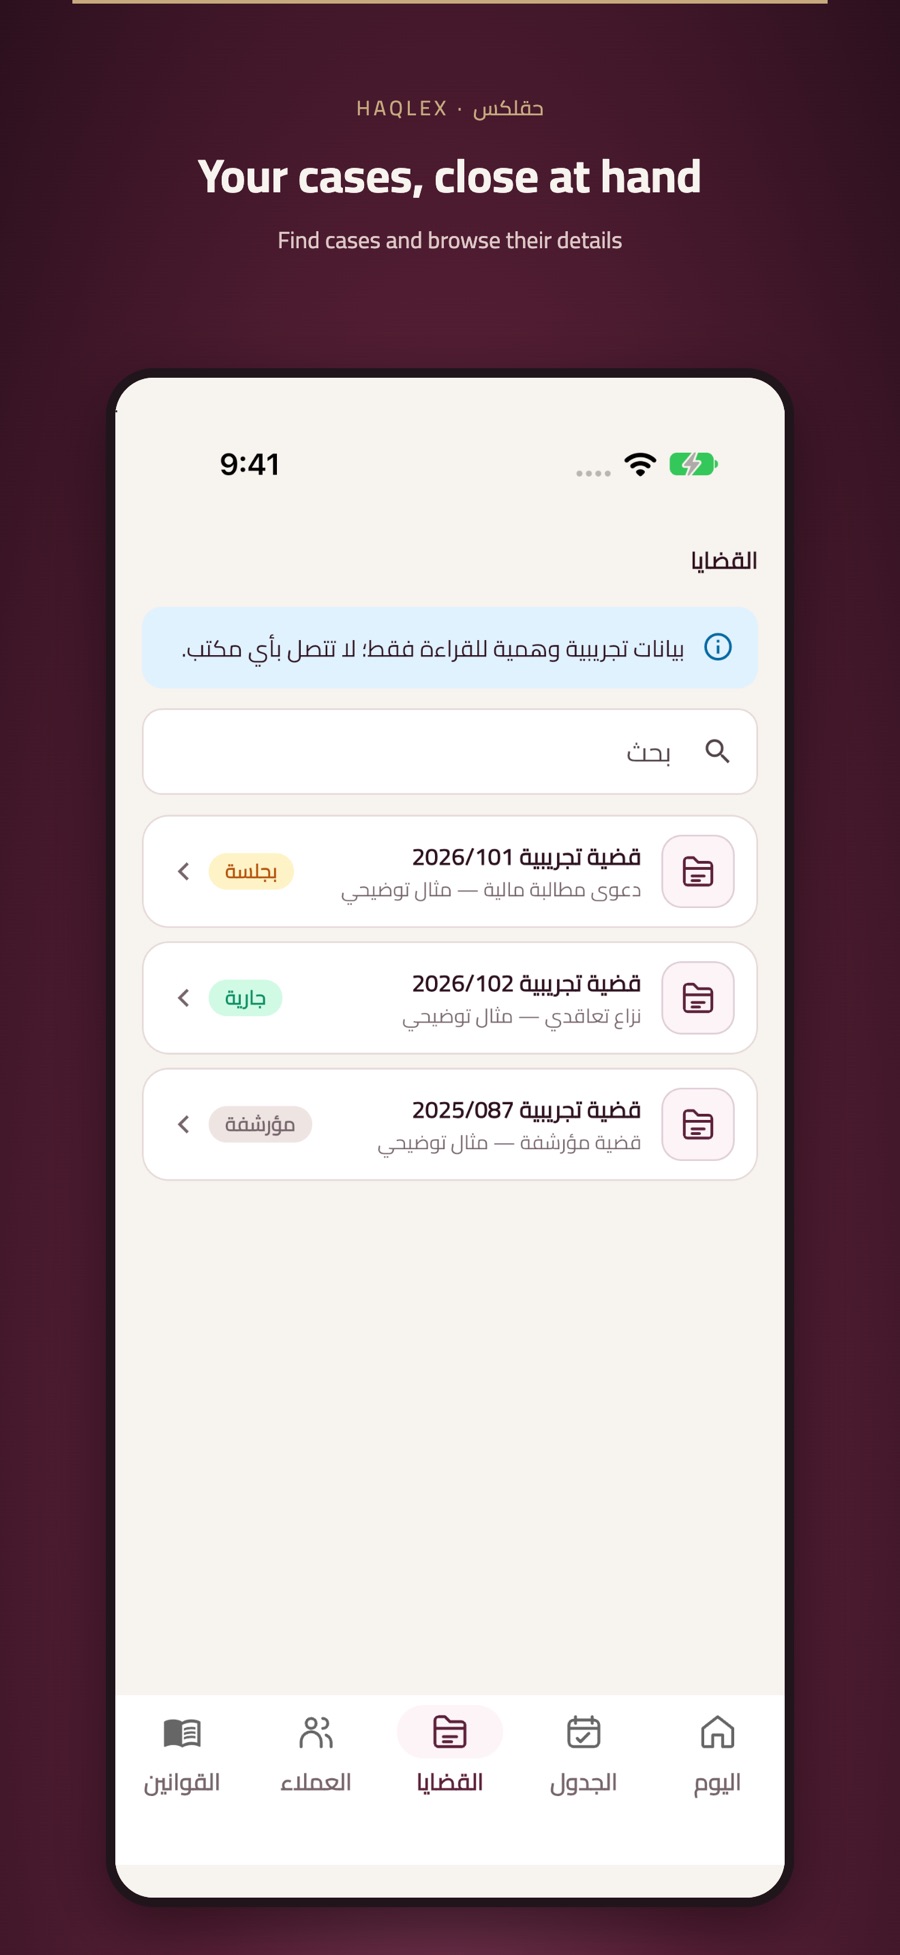 HAQLEX · حقلكس
Your cases, close at hand
Find cases and browse their details
9:41
القضايا
بيانات تجريبية وهمية للقراءة فقط؛ لا تتصل بأي مكتب.
بحث
قضية تجريبية 2026/101
دعوى مطالبة مالية — مثال توضيحي
بجلسة
قضية تجريبية 2026/102
نزاع تعاقدي — مثال توضيحي
جارية
قضية تجريبية 2025/087
قضية مؤرشفة — مثال توضيحي
مؤرشفة
اليوم
الجدول
القضايا
العملاء
القوانين